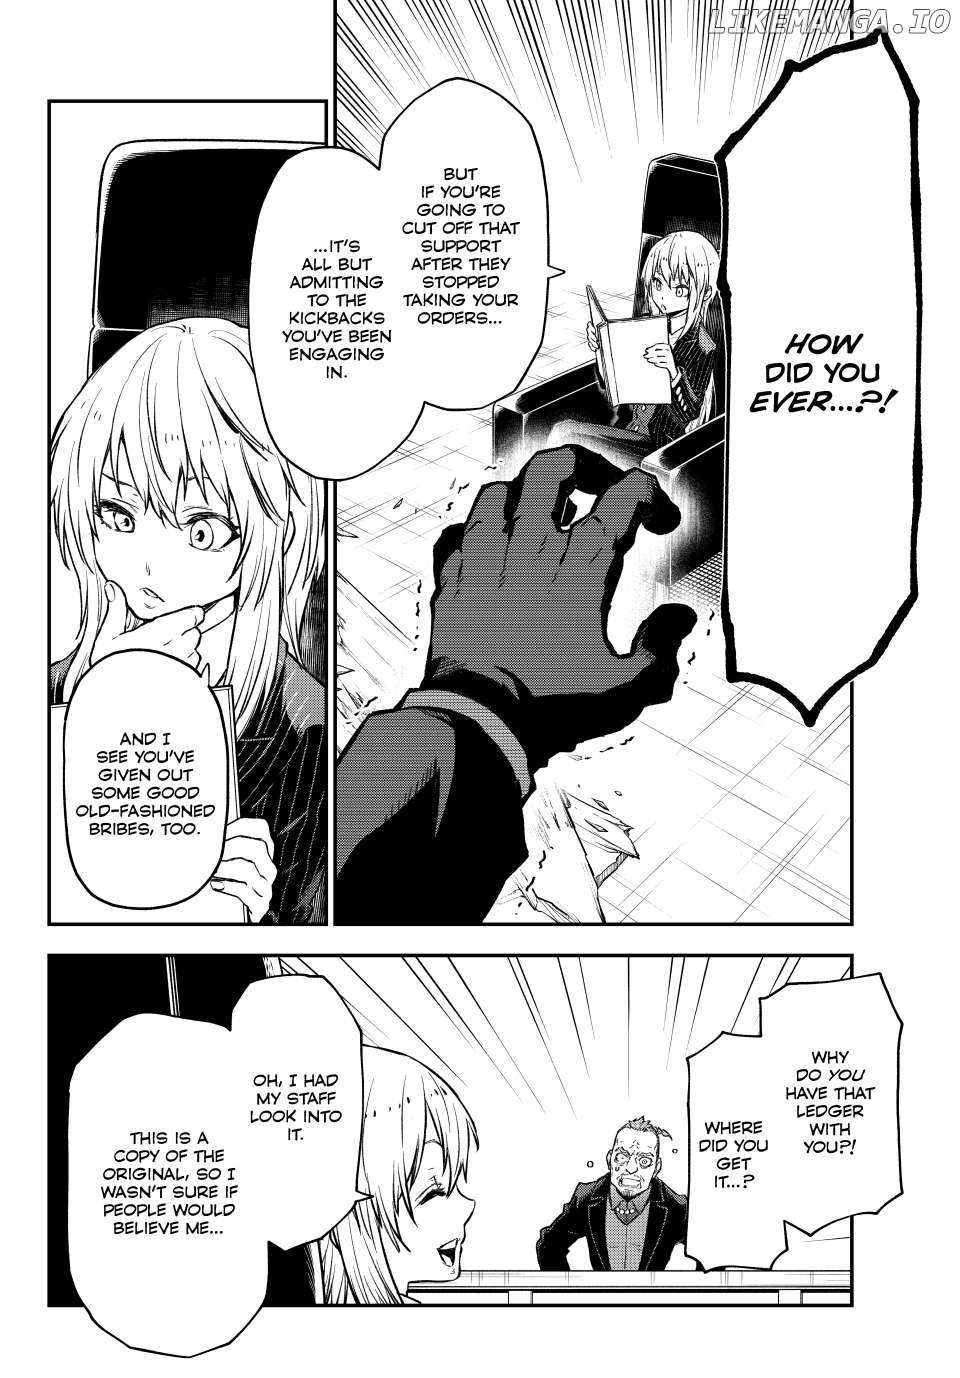 LIKEMANGA.IO
HOW
DID YOU
EVER...?!
BUT
IF YOU'RE
GOING TO
CUT OFF THAT
SUPPORT
AFTER THEY
STOPPED
TAKING YOUR
ORDERS...
...IT'S
ALL BUT
ADMITTING
TO THE
KICKBACKS
YOU'VE BEEN
ENGAGING
IN.
AND I
SEE YOU'VE
GIVEN OUT
SOME GOOD
OLD-FASHIONED
BRIBES, TOO.
WHY
DO YOU
HAVE THAT
LEDGER
WITH
YOU?!
WHERE
DID YOU
GET
IT...?
OH, I HAD
MY STAFF
LOOK INTO
IT.
THIS IS A
COPY OF THE
ORIGINAL, SO I
WASN'T SURE IF
PEOPLE WOULD
BELIEVE ME...